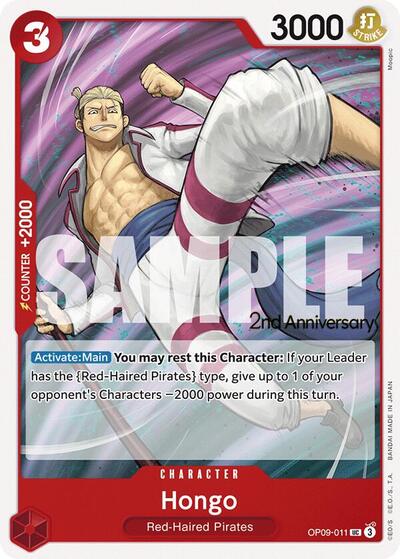 3
3000
打
STRIKE
Moopic
COUNTER +2000
SAMPLE
2nd Anniversary
Activate:Main You may rest this Character: If your Leader
has the {Red-Haired Pirates} type, give up to 1 of your
opponent's Characters −2000 power during this turn.
CHARACTER
Hongo
Red-Haired Pirates
OP09-011 UC 3
©E.O/S ©E.O./S., T.A. BANDAI MADE IN JAPAN